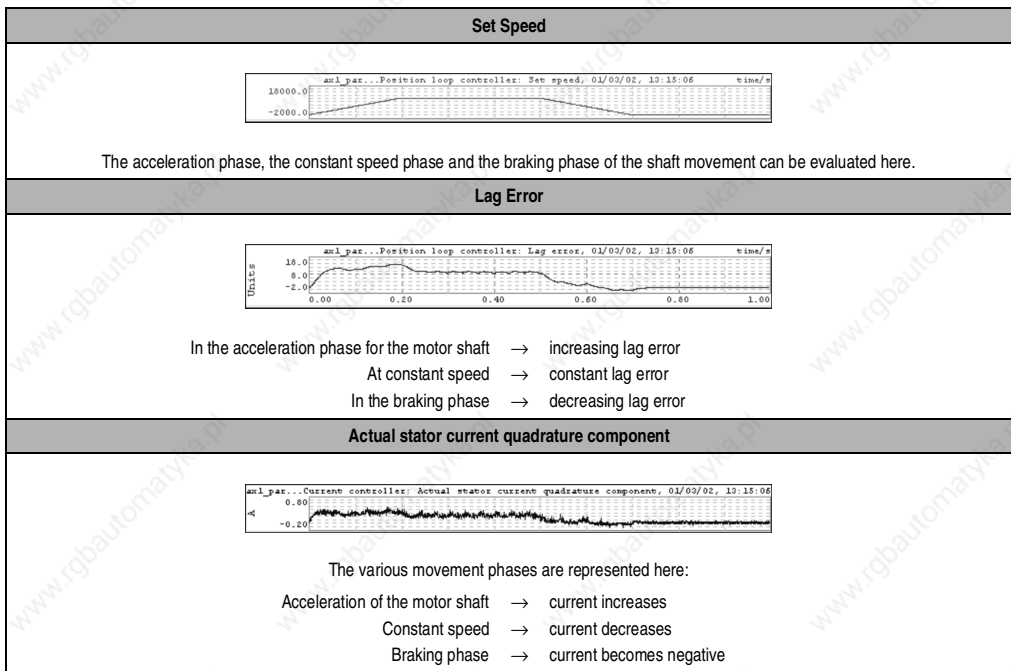 Set Speed
ax1_par...Position loop controller: Set speed, 01/03/02, 13:15:06 time/s
18000.0
-2000.0
The acceleration phase, the constant speed phase and the braking phase of the shaft movement can be evaluated here.
Lag Error
ax1_par...Position loop controller: Lag error, 01/03/02, 13:15:06 time/s
Units
18.0
8.0
-2.0
0.00 0.20 0.40 0.60 0.80 1.00
In the acceleration phase for the motor shaft → increasing lag error
At constant speed → constant lag error
In the braking phase → decreasing lag error
Actual stator current quadrature component
ax1_par...Current controller: Actual stator current quadrature component, 01/03/02, 13:15:06
A
0.80
-0.20
The various movement phases are represented here:
Acceleration of the motor shaft → current increases
Constant speed → current decreases
Braking phase → current becomes negative
www.rgbautomatyka.pl